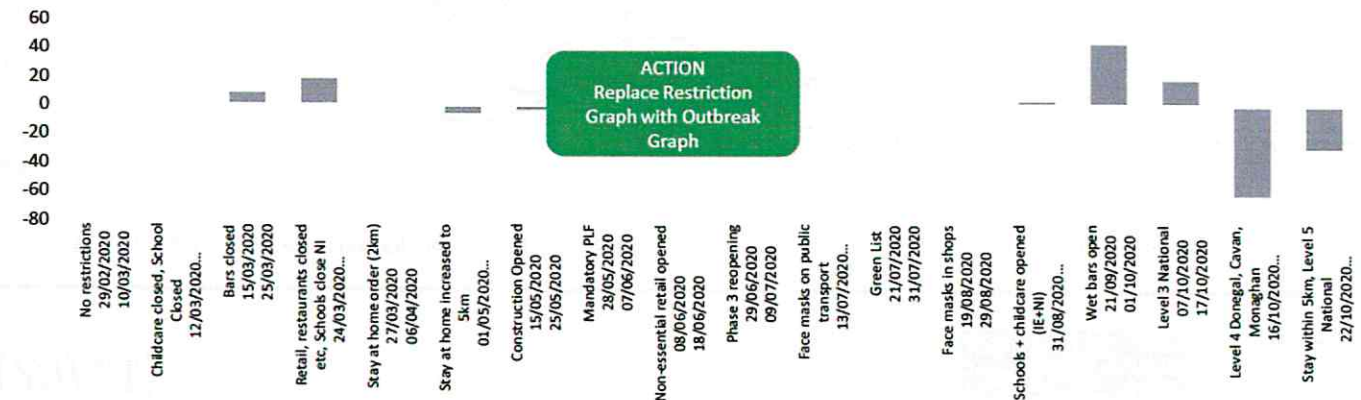 60
40
20
0
-20
-40
-60
-80
ACTION
Replace Restriction
Graph with Outbreak
Graph
No restrictions
29/02/2020
10/03/2020
Childcare closed, School
Closed
12/03/2020...
Bars closed
15/03/2020
25/03/2020
Retail, restaurants closed
etc, Schools close NI
24/03/2020...
Stay at home order (2km)
27/03/2020
06/04/2020
Stay at home increased to
5km
01/05/2020...
Construction Opened
15/05/2020
25/05/2020
Mandatory PLF
28/05/2020
07/06/2020
Non-essential retail opened
08/06/2020
18/06/2020
Phase 3 reopening
29/06/2020
09/07/2020
Face masks on public
transport
13/07/2020...
Green List
21/07/2020
31/07/2020
Face masks in shops
19/08/2020
29/08/2020
Schools + childcare opened
(IE+NI)
31/08/2020...
Wet bars open
21/09/2020
01/10/2020
Level 3 National
07/10/2020
17/10/2020
Level 4 Donegal, Cavan,
Monaghan
16/10/2020...
Stay within 5km, Level 5
National
22/10/2020...